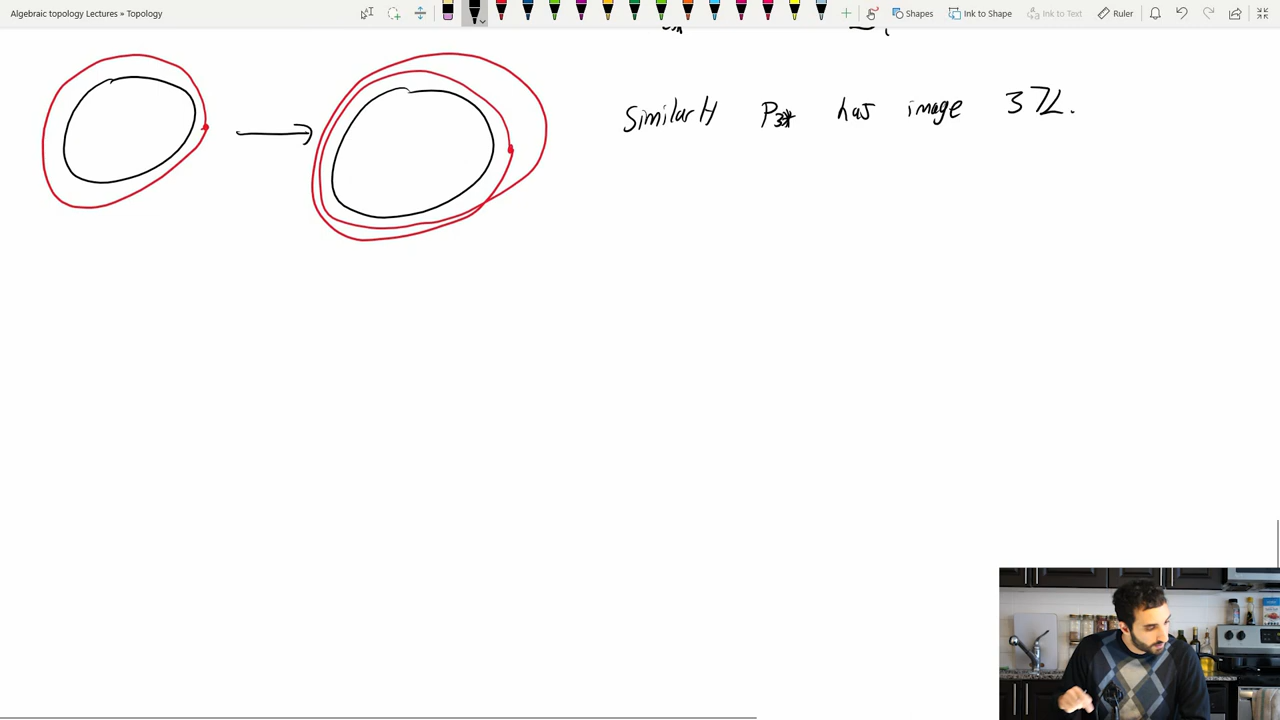 Algebraic topology Lectures » Topology
Shapes
Ink to Shape
Ink to Text
Ruler
Similarly P3* has image 3ℤ.